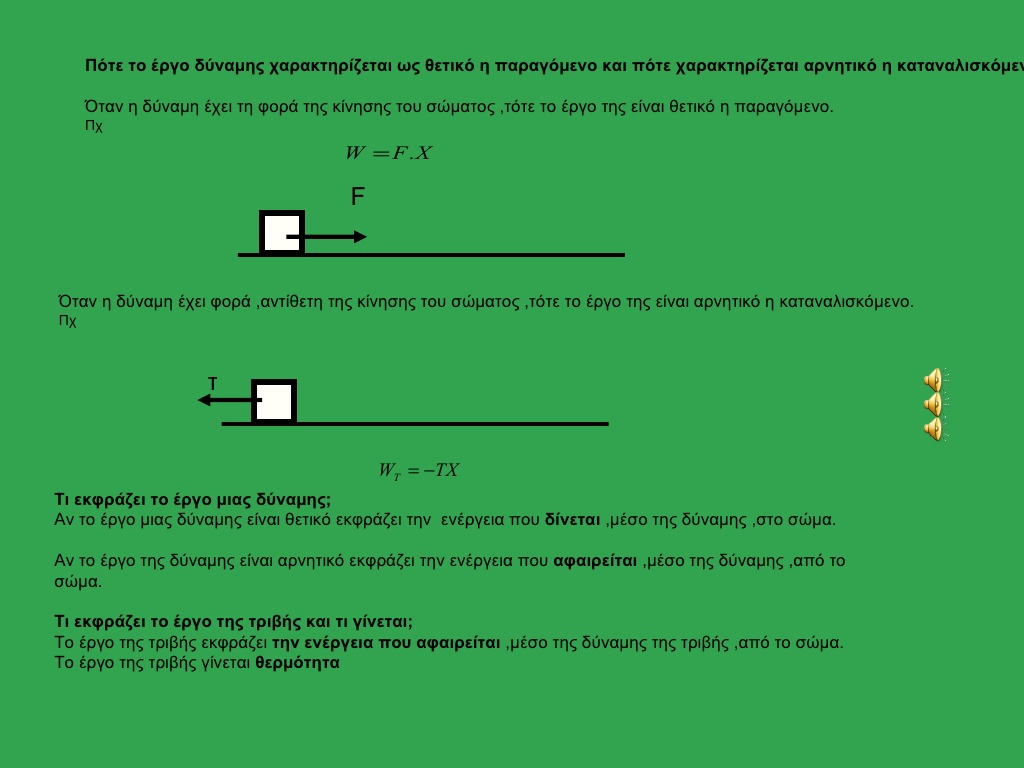 Πότε το έργο δύναμης χαρακτηρίζεται ως θετικό η παραγόμενο και πότε χαρακτηρίζεται αρνητικό η
Όταν η δύναμη έχει τη φορά της κίνησης του σώματος ,τότε το έργο της είναι θετικό η παραγόμενο.
Πχ
W = F.X
F
Όταν η δύναμη έχει φορά ,αντίθετη της κίνησης του σώματος ,τότε το έργο της είναι αρνητικό η καταναλισκόμενο.
Πχ
T
W_T = −TX
Τι εκφράζει το έργο μιας δύναμης;
Αν το έργο μιας δύναμης είναι θετικό εκφράζει την ενέργεια που δίνεται ,μέσο της δύναμης ,στο σώμα.
Αν το έργο της δύναμης είναι αρνητικό εκφράζει την ενέργεια που αφαιρείται ,μέσο της δύναμης ,από το
σώμα.
Τι εκφράζει το έργο της τριβής και τι γίνεται;
Το έργο της τριβής εκφράζει την ενέργεια που αφαιρείται ,μέσο της δύναμης της τριβής ,από το σώμα.
Το έργο της τριβής γίνεται θερμότητα